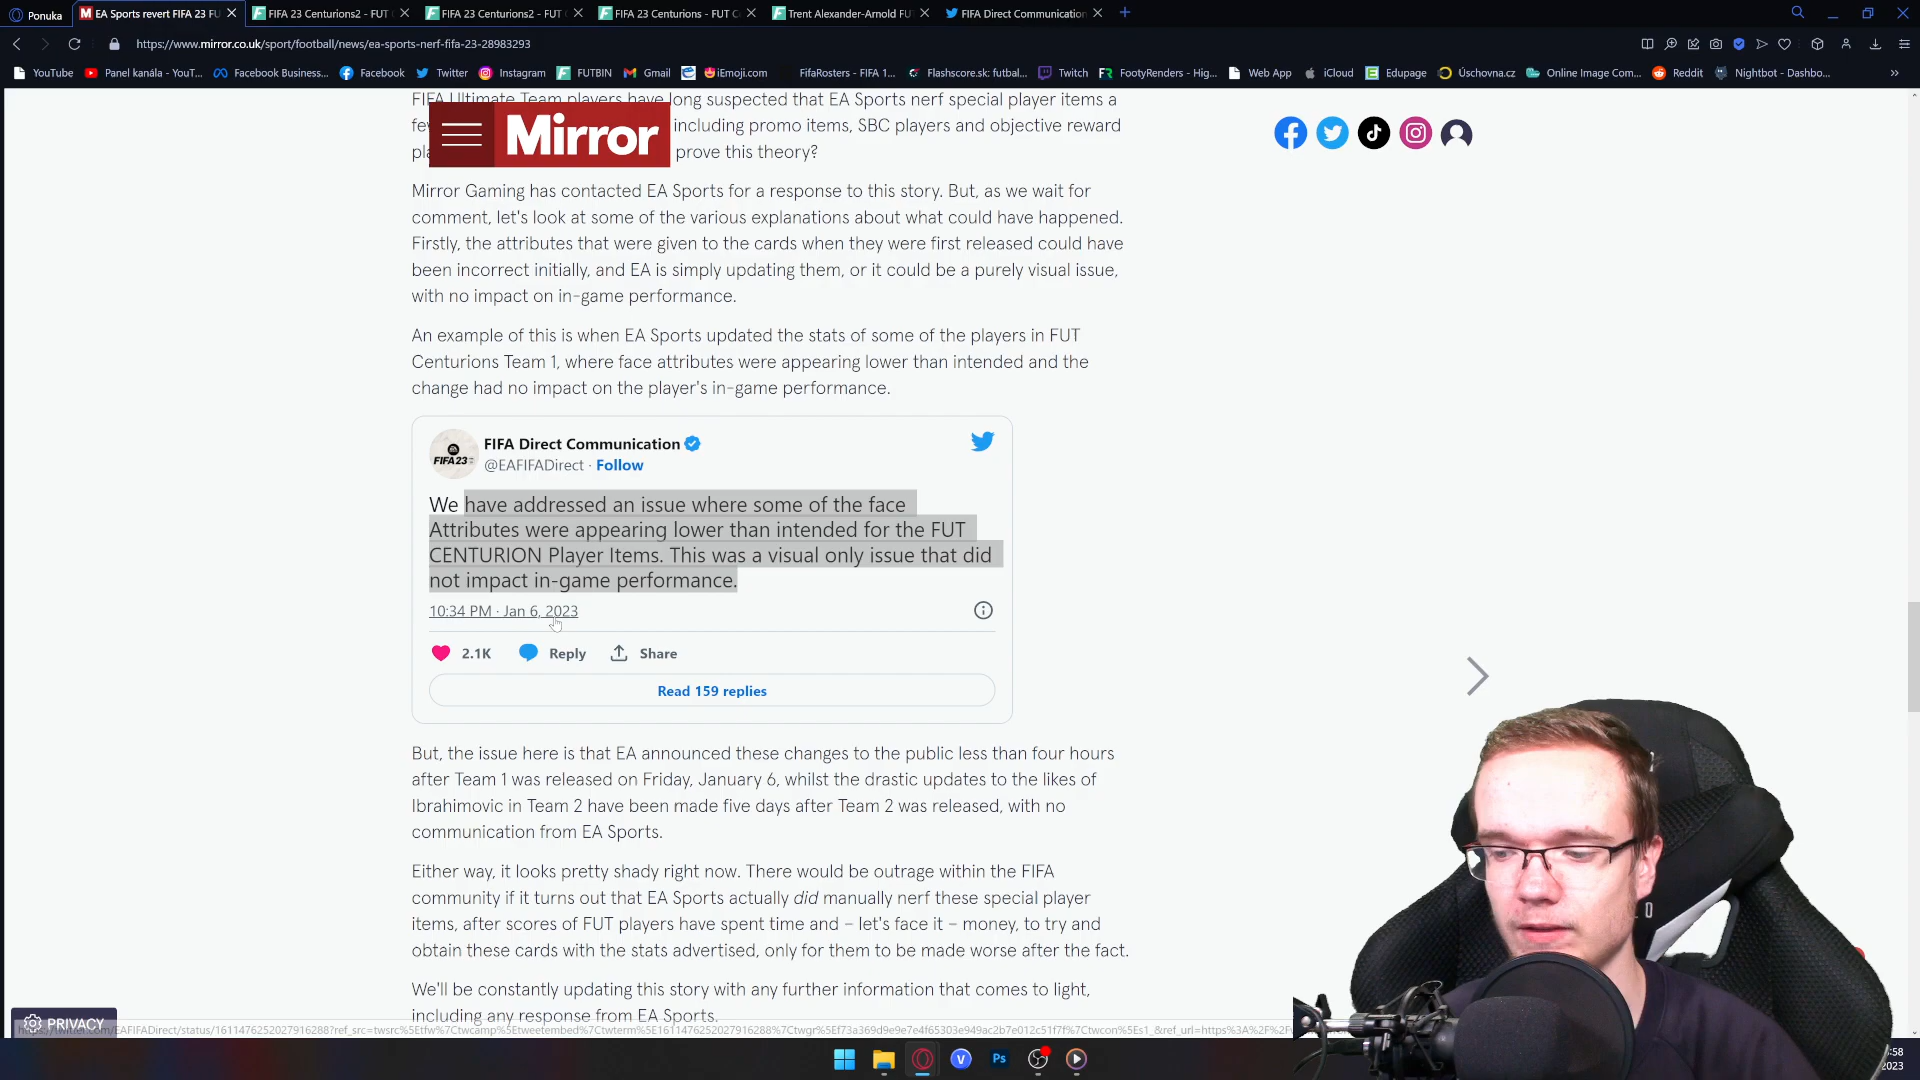 Ponuka
EA Sports revert FIFA 23 FU
FIFA 23 Centurions2 - FUT
FIFA 23 Centurions2 - FUT
FIFA 23 Centurions - FUT C
Trent Alexander-Arnold FU
FIFA Direct Communication
https://www.mirror.co.uk/sport/football/news/ea-sports-nerf-fifa-23-28983293
YouTube
Panel kanála - YouT...
Facebook Business...
Facebook
Twitter
Instagram
FUTBIN
Gmail
iEmoji.com
FifaRosters - FIFA 1...
Flashscore.sk: futbal...
Twitch
FootyRenders - Hig...
Web App
iCloud
Edupage
Úschovna.cz
Online Image Com...
Reddit
Nightbot - Dashbo...
FIFA Ultimate Team players have long suspected that EA Sports nerf special player items a
including promo items, SBC players and objective reward
prove this theory?
Mirror
Mirror Gaming has contacted EA Sports for a response to this story. But, as we wait for
comment, let's look at some of the various explanations about what could have happened.
Firstly, the attributes that were given to the cards when they were first released could have
been incorrect initially, and EA is simply updating them, or it could be a purely visual issue,
with no impact on in-game performance.
An example of this is when EA Sports updated the stats of some of the players in FUT
Centurions Team 1, where face attributes were appearing lower than intended and the
change had no impact on the player's in-game performance.
FIFA Direct Communication
@EAFIFADirect · Follow
FIFA23
We have addressed an issue where some of the face
Attributes were appearing lower than intended for the FUT
CENTURION Player Items. This was a visual only issue that did
not impact in-game performance.
10:34 PM · Jan 6, 2023
2.1K
Reply
Share
Read 159 replies
But, the issue here is that EA announced these changes to the public less than four hours
after Team 1 was released on Friday, January 6, whilst the drastic updates to the likes of
Ibrahimovic in Team 2 have been made five days after Team 2 was released, with no
communication from EA Sports.
Either way, it looks pretty shady right now. There would be outrage within the FIFA
community if it turns out that EA Sports actually did manually nerf these special player
items, after scores of FUT players have spent time and – let's face it – money, to try and
obtain these cards with the stats advertised, only for them to be made worse after the fact.
We'll be constantly updating this story with any further information that comes to light,
including any response from EA Sports.
PRIVACY
:58
2023